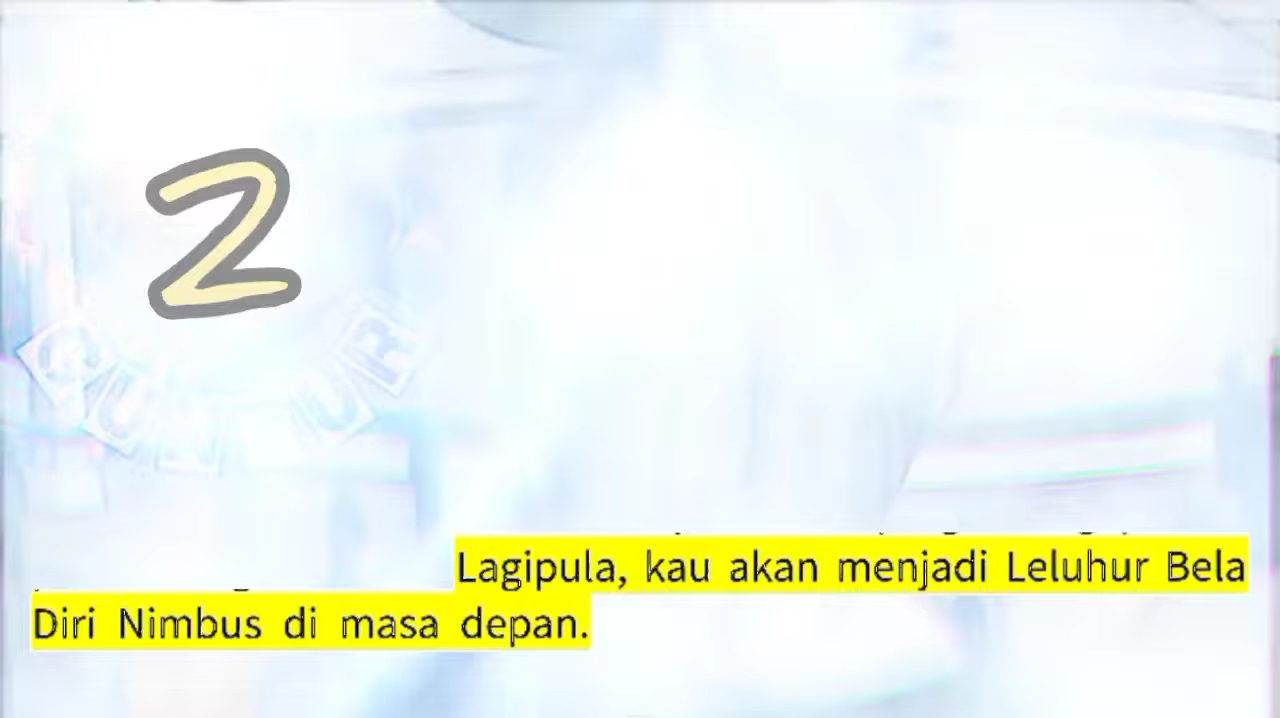 2
Lagipula, kau akan menjadi Leluhur Bela
Diri Nimbus di masa depan.